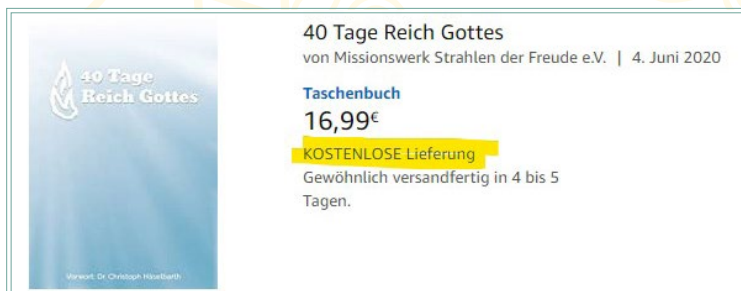 40 Tage
Reich Gottes
Vorwort: Dr. Christoph Häselbarth
40 Tage Reich Gottes
von Missionswerk Strahlen der Freude e.V. | 4. Juni 2020
Taschenbuch
16,99€
KOSTENLOSE Lieferung
Gewöhnlich versandfertig in 4 bis 5
Tagen.